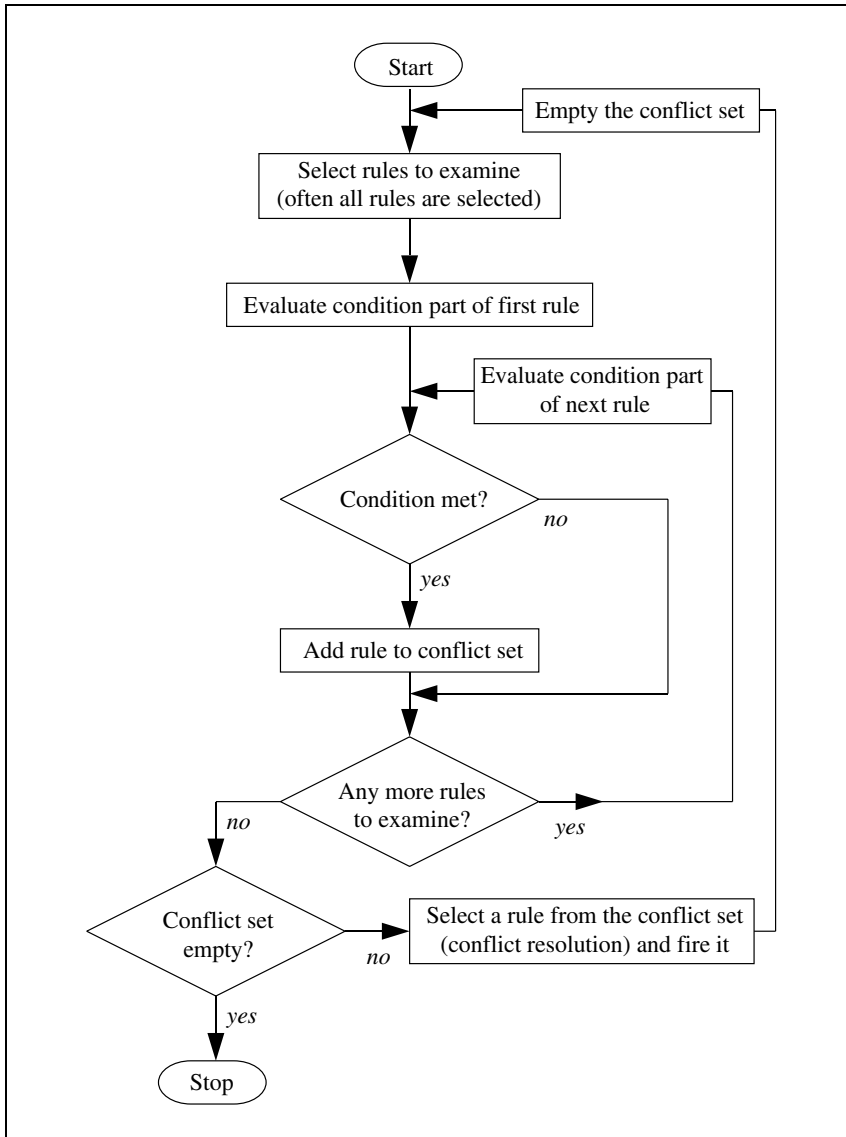 Start
Empty the conflict set
Select rules to examine
(often all rules are selected)
Evaluate condition part of first rule
Evaluate condition part
of next rule
Condition met?
no
yes
Add rule to conflict set
Any more rules
to examine?
no
yes
Conflict set
empty?
Select a rule from the conflict set
(conflict resolution) and fire it
no
yes
Stop